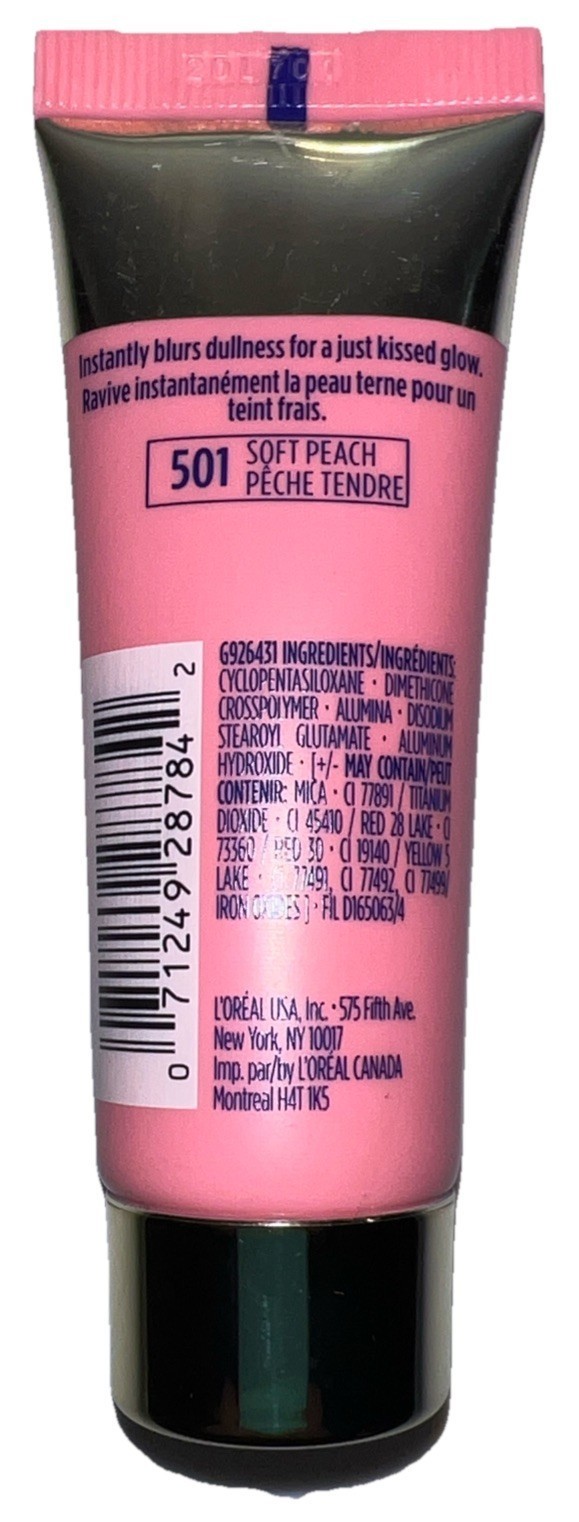 201701
Instantly blurs dullness for a just kissed glow.
Ravive instantanément la peau terne pour un
teint frais.
501 SOFT PEACH
PÊCHE TENDRE
G926431 INGREDIENTS/INGRÉDIENTS:
CYCLOPENTASILOXANE · DIMETHICONE
CROSSPOLYMER · ALUMINA · DISODIUM
STEAROYL GLUTAMATE · ALUMINUM
HYDROXIDE · [+/- MAY CONTAIN/PEUT
CONTENIR: MICA · CI 77891 / TITANIUM
DIOXIDE · CI 45410 / RED 28 LAKE · CI
73360 / RED 30 · CI 19140 / YELLOW 5
LAKE · CI 77491, CI 77492, CI 77499/
IRON OXIDES ] · FIL D165063/4
L'ORÉAL USA, Inc. · 575 Fifth Ave.
New York, NY 10017
Imp. par/by L'ORÉAL CANADA
Montreal H4T 1K5
0 71249 28784 2